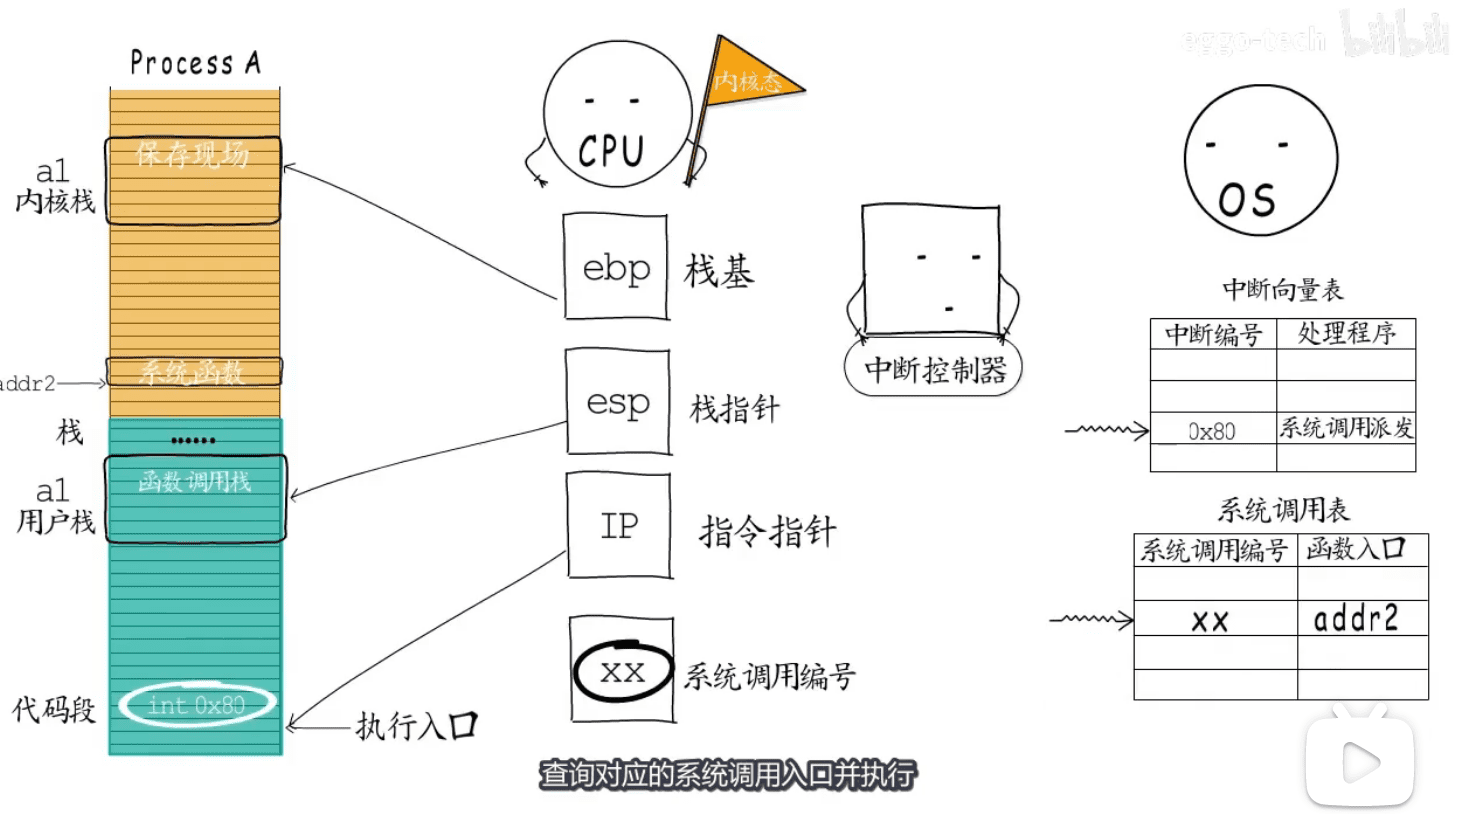 eggo-tech bilibili
Process A
内核态
CPU
OS
保存现场
a1
内核栈
ebp
栈基
中断向量表
中断编号
处理程序
中断控制器
系统函数
addr2
esp
栈指针
0x80
系统调用派发
栈
......
函数调用栈
a1
用户栈
IP
指令指针
系统调用表
系统调用编号
函数入口
xx
addr2
xx
系统调用编号
代码段
int 0x80
执行入口
查询对应的系统调用入口并执行